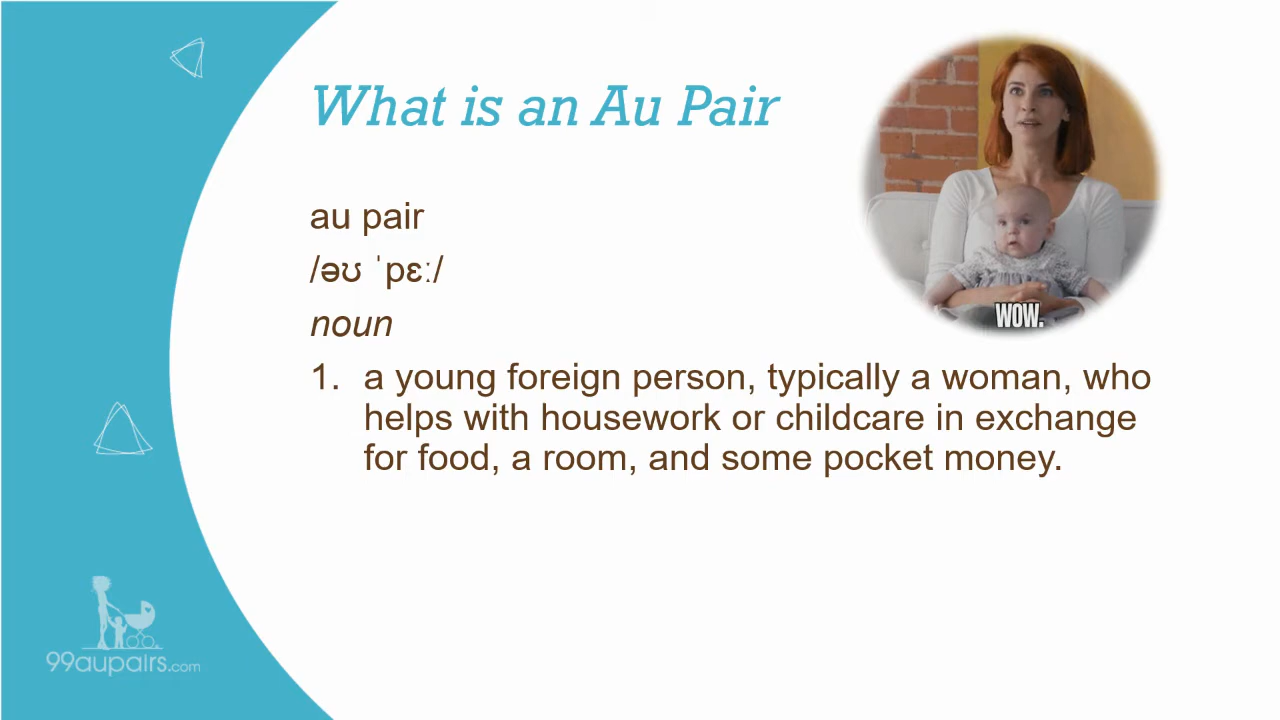 What is an Au Pair
au pair
/əʊ ˈpɛː/
noun
1. a young foreign person, typically a woman, who
helps with housework or childcare in exchange
for food, a room, and some pocket money.
WOW.
99aupairs.com